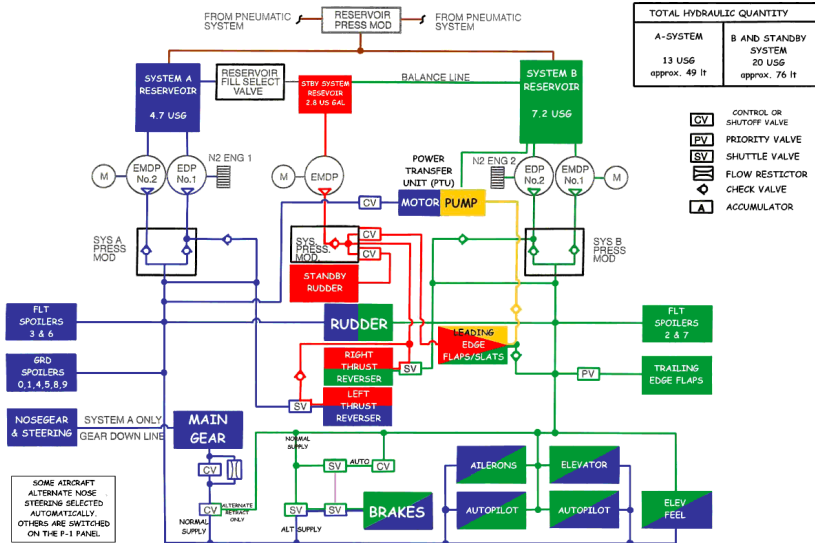 FROM PNEUMATIC
SYSTEM
RESERVOIR
PRESS MOD
FROM PNEUMATIC
SYSTEM
TOTAL HYDRAULIC QUANTITY
A-SYSTEM
13 USG
approx. 49 lt
B AND STANDBY
SYSTEM
20 USG
approx. 76 lt
SYSTEM A
RESERVEOIR
4.7 USG
RESERVOIR
FILL SELECT
VALVE
STBY SYSTEM
RESEVOIR
2.8 US GAL
BALANCE LINE
SYSTEM B
RESERVOIR
7.2 USG
CV
CONTROL OR
SHUTOFF VALVE
PV
PRIORITY VALVE
SV
SHUTTLE VALVE
FLOW RESTICTOR
CHECK VALVE
A
ACCUMULATOR
M
EMDP
No.2
EDP
No.1
N2 ENG 1
M
EMDP
POWER
TRANSFER
UNIT (PTU)
N2 ENG 2
EDP
No.2
EMDP
No.1
M
CV
MOTOR
PUMP
SYS A
PRESS
MOD
SYS
PRESS.
MOD.
CV
CV
SYS B
PRESS
MOD
STANDBY
RUDDER
FLT
SPOILERS
3 & 6
RUDDER
LEADING
EDGE
FLAPS/SLATS
FLT
SPOILERS
2 & 7
GRD
SPOILERS
0,1,4,5,8,9
RIGHT
THRUST
REVERSER
SV
PV
TRAILING
EDGE FLAPS
SV
LEFT
THRUST
REVERSER
NOSEGEAR
& STEERING
SYSTEM A ONLY
GEAR DOWN LINE
MAIN
GEAR
NORMAL
SUPPLY
CV
SV
AUTO
CV
AILERONS
ELEVATOR
SOME AIRCRAFT
ALTERNATE NOSE
STEERING SELECTED
AUTOMATICALLY.
OTHERS ARE SWITCHED
ON THE P-1 PANEL
CV
ALTERNATE
RETRACT
ONLY
NORMAL
SUPPLY
SV
SV
ALT SUPPLY
BRAKES
AUTOPILOT
AUTOPILOT
ELEV
FEEL